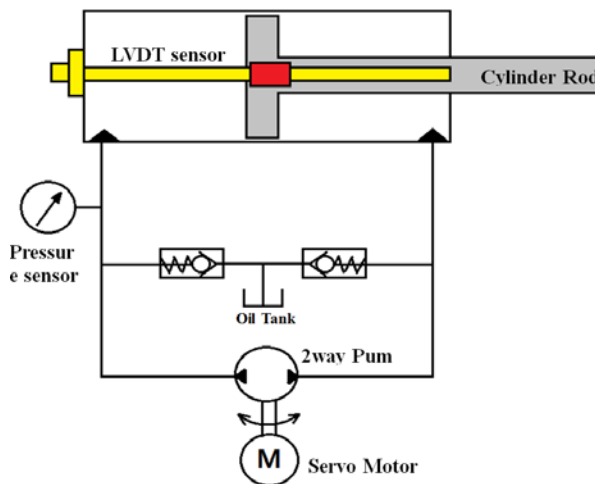 LVDT sensor
Cylinder Rod
Pressur
e sensor
Oil Tank
2way Pum
M
Servo Motor